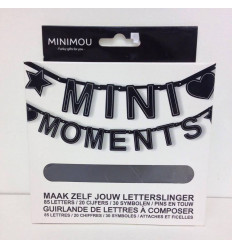 MINIMOU
MINI
MOMENTS
MAAK ZELF JOUW LETTERSLINGER
85 LETTERS / 20 CIJFERS / 30 SYMBOLEN / PINS EN TOUW
GUIRLANDE DE LETTRES À COMPOSER
85 LETTRES / 20 CHIFFRES / 30 SYMBOLES / ATTACHES ET FICELLES